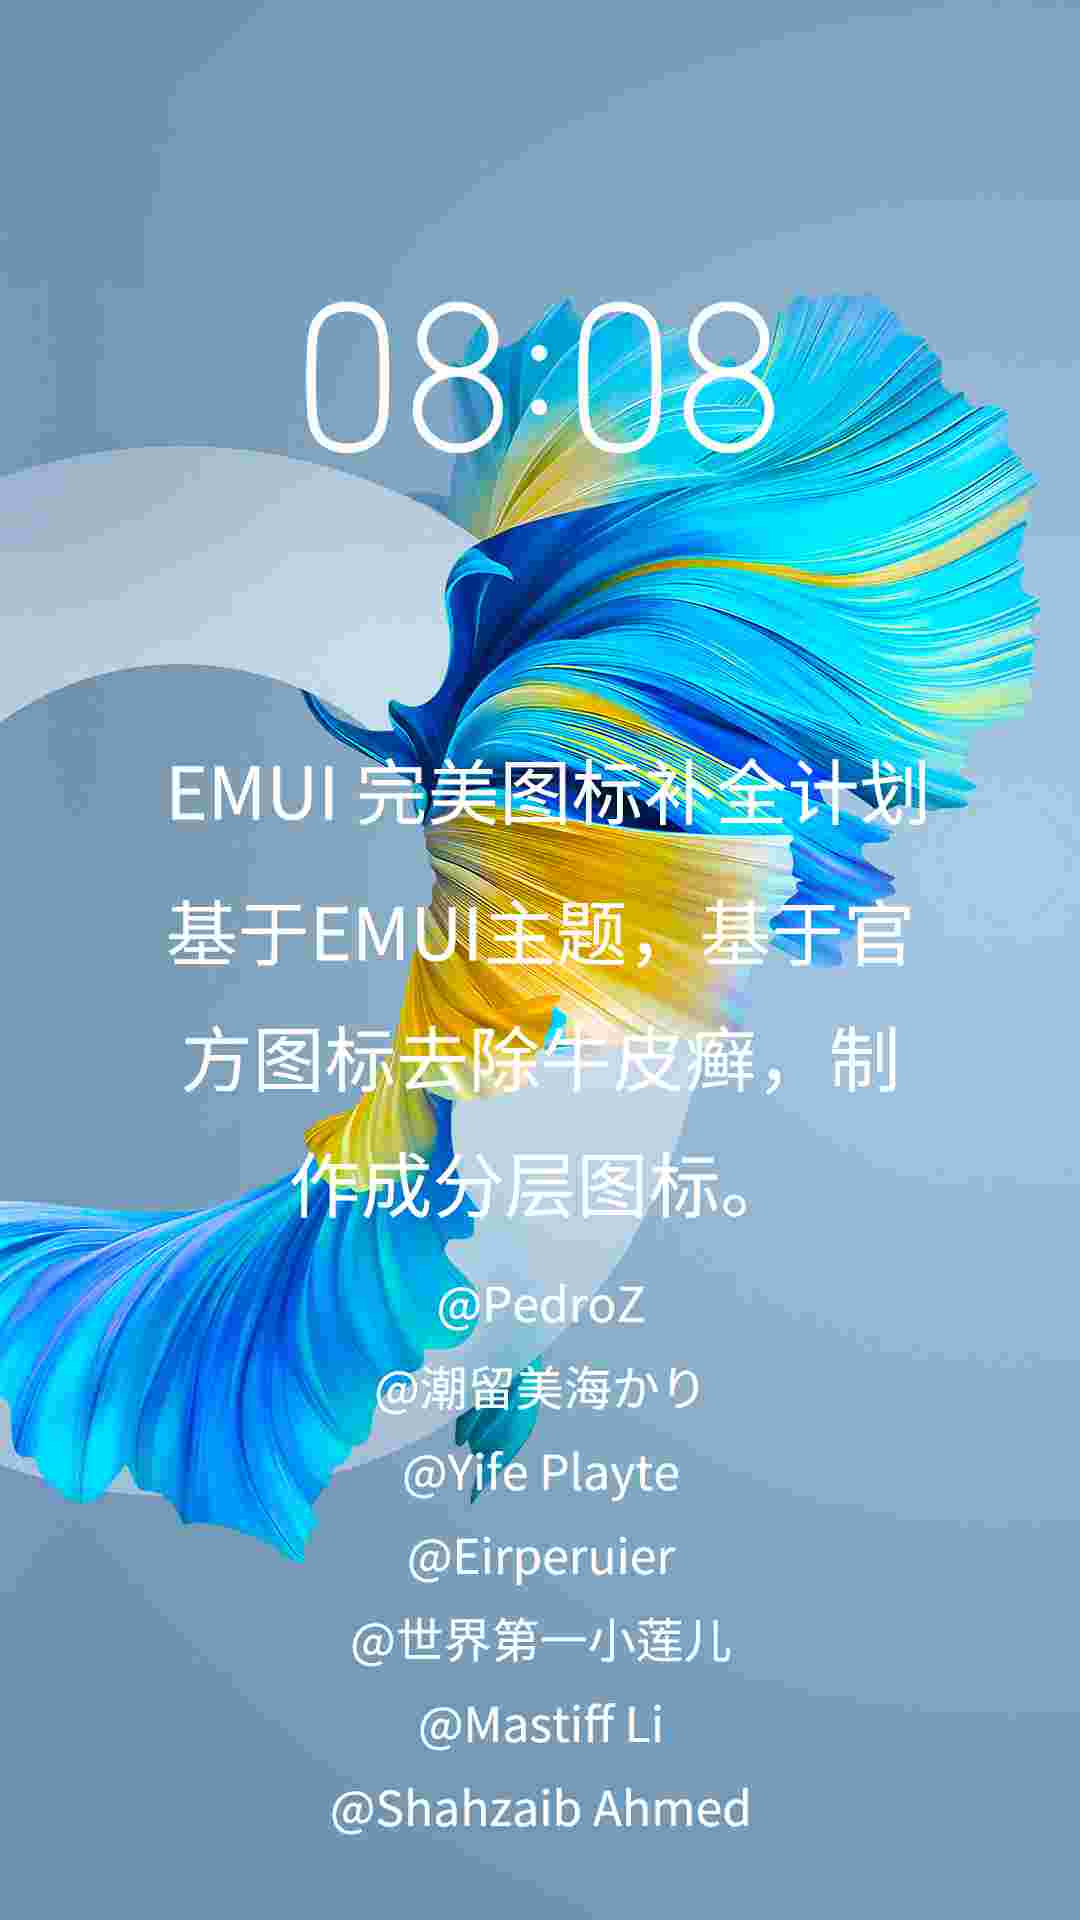 08:08
EMUI 完美图标补全计划
基于EMUI主题，基于官
方图标去除牛皮癣，制
作成分层图标。
@PedroZ
@潮留美海かり
@Yife Playte
@Eirperuier
@世界第一小莲儿
@Mastiff Li
@Shahzaib Ahmed